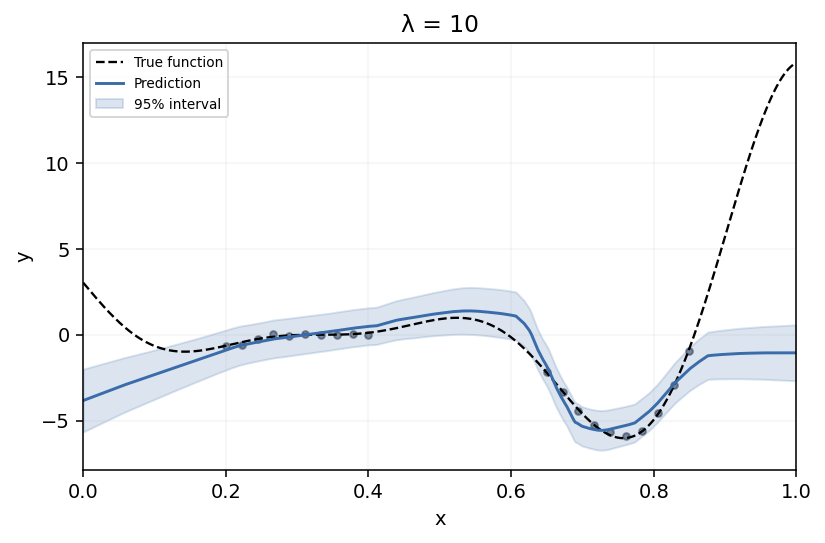 λ = 10
True function
Prediction
95% interval
y
15
10
5
0
−5
0.0 0.2 0.4 0.6 0.8 1.0
x